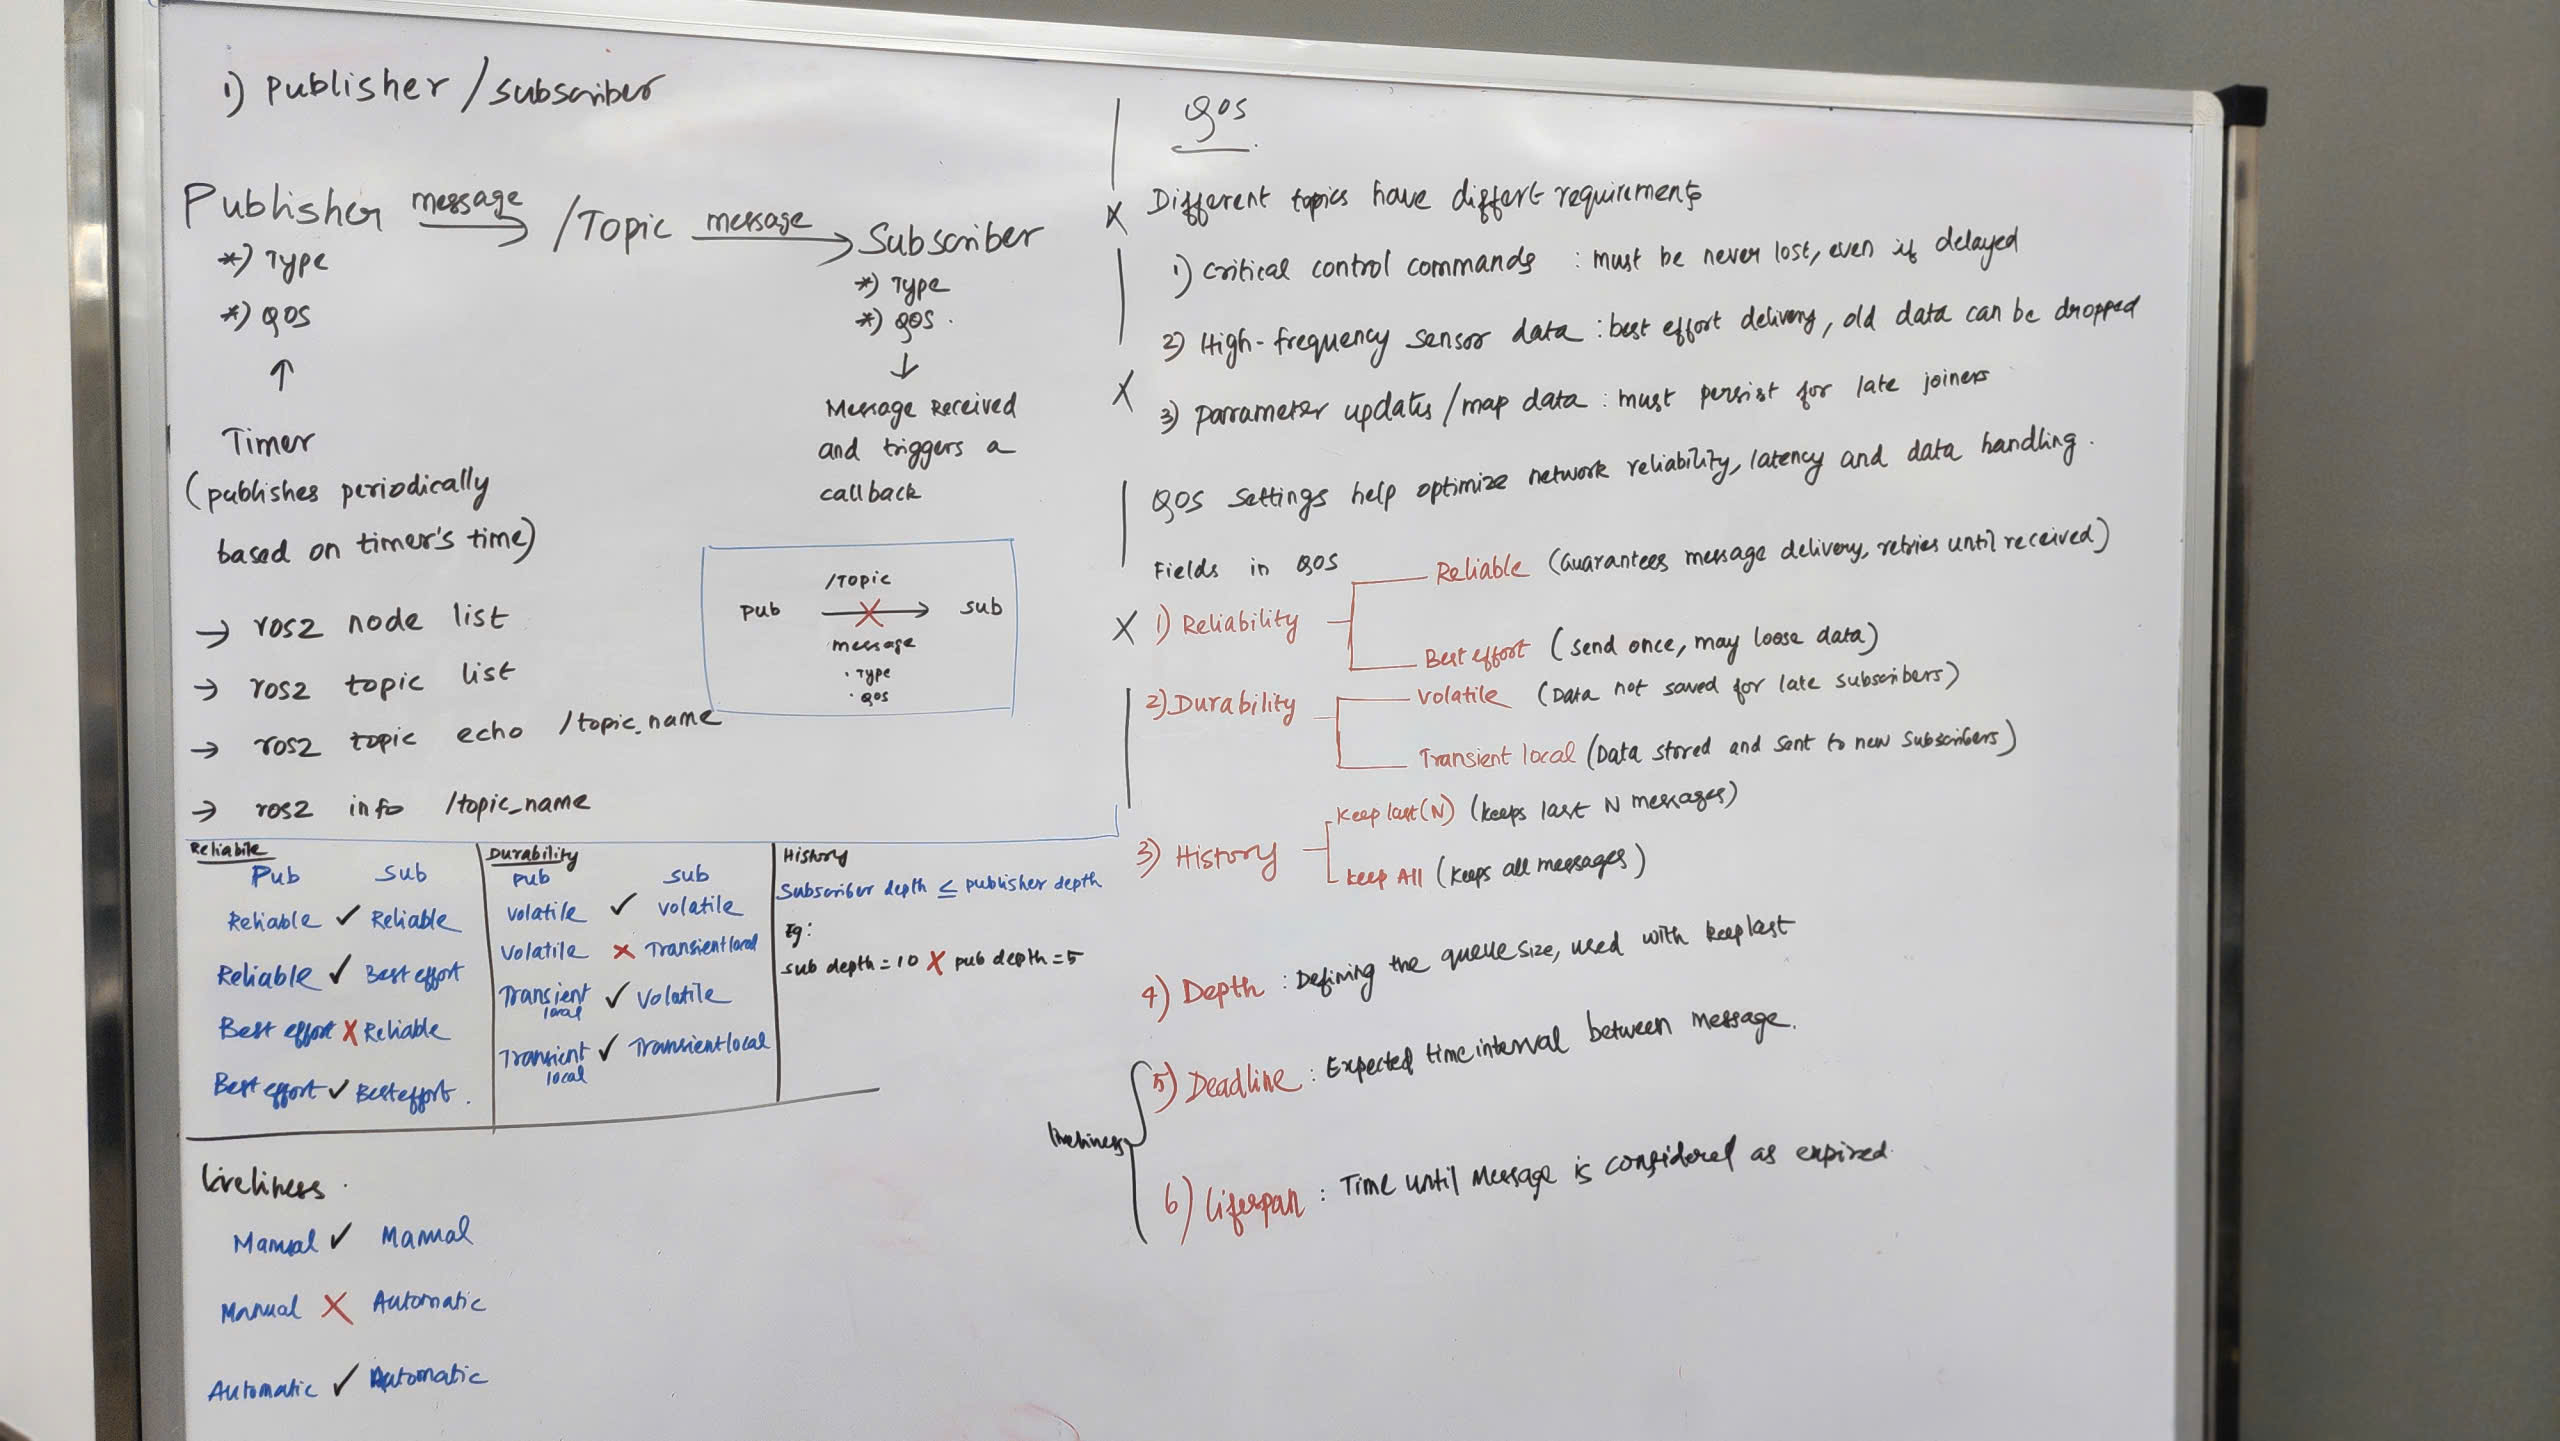 1) Publisher / Subscriber
Publisher message → /Topic message → Subscriber
*) Type
*) QOS
↑
Timer
(publishes periodically
based on timer's time)
*) Type
*) QOS.
↓
Message Received
and triggers a
callback
→ ros2 node list
→ ros2 topic list
→ ros2 topic echo /topic_name
→ ros2 info /topic_name
/Topic
pub X→ sub
message
· Type
· QOS
Reliabile
Pub Sub
Reliable ✓ Reliable
Reliable ✓ Best effort
Best effort X Reliable
Best effort ✓ Best effort.
Durability
pub sub
volatile ✓ volatile
Volatile X Transient local
Transient local ✓ Volatile
Transient local ✓ Transient local
History
Subscriber depth ≤ publisher depth
Eg:
sub depth = 10 X pub depth = 5
Liveliness.
Manual ✓ Manual
Manual X Automatic
Automatic ✓ Automatic
QOS
X Different topics have differt requirements
1) Critical control commands : must be never lost, even if delayed
2) High-frequency sensor data : best effort delivery, old data can be dropped
X 3) parameter updates/map data : must persist for late joiners
QOS settings help optimize network reliability, latency and data handling.
Fields in QOS
X 1) Reliability
Reliable (Guarantees message delivery, retries until received)
Best effort (send once, may loose data)
2) Durability
Volatile (Data not saved for late subscribers)
Transient local (Data stored and sent to new subscribers)
3) History
Keep last (N) (keeps last N messages)
Keep All (keeps all messages)
4) Depth : Defining the queue size, used with keeplast
liveliness
5) Deadline : Expected time interval between message.
6) Lifespan : Time until message is considered as expired.